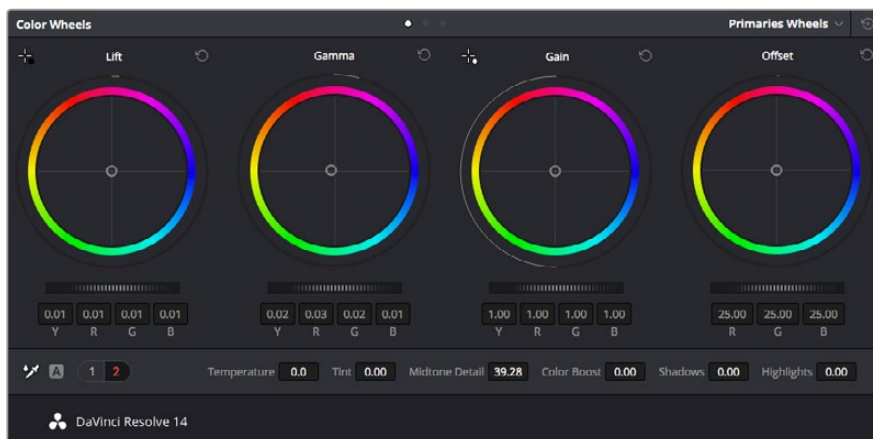 Color Wheels Primaries Wheels
Lift Gamma Gain Offset
0.01 0.01 0.01 0.01 0.02 0.03 0.02 0.01 1.00 1.00 1.00 1.00 25.00 25.00 25.00
Y R G B Y R G B Y R G B R G B
A 1 2 Temperature 0.0 Tint 0.00 Midtone Detail 39.28 Color Boost 0.00 Shadows 0.00 Highlights 0.00
DaVinci Resolve 14